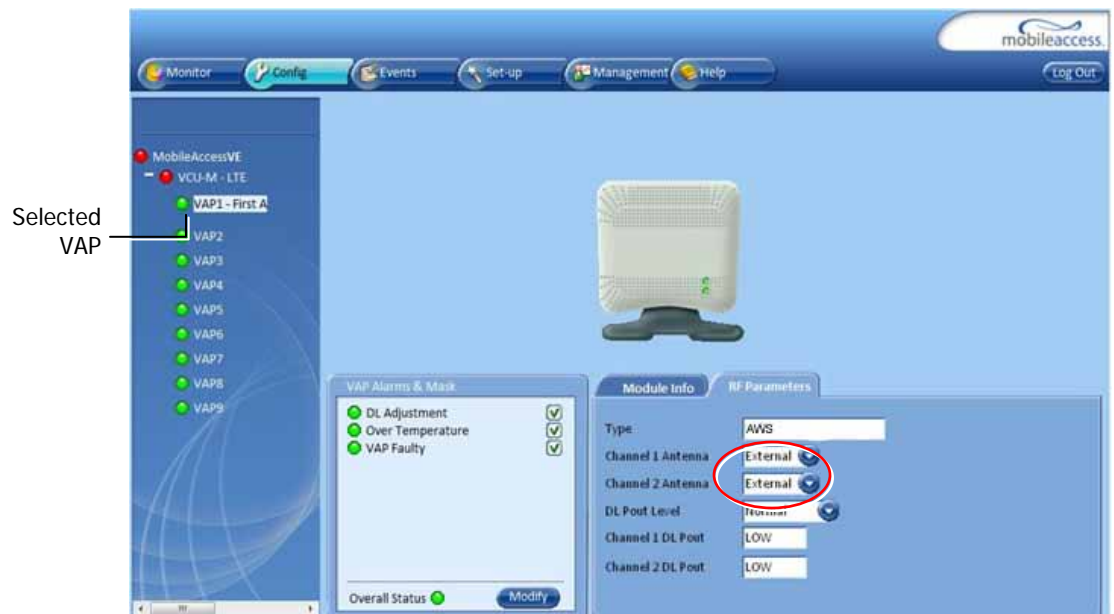 mobileaccess.
Monitor
Config
Events
Set-up
Management
Help
Log Out
MobileAccessVE
VCU-M - LTE
VAP1 - First A
Selected
VAP
VAP2
VAP3
VAP4
VAP5
VAP6
VAP7
VAP8
VAP9
VAP Alarms & Mask
DL Adjustment
Over Temperature
VAP Faulty
Overall Status
Modify
Module Info
RF Parameters
Type AWS
Channel 1 Antenna External
Channel 2 Antenna External
DL Pout Level Normal
Channel 1 DL Pout LOW
Channel 2 DL Pout LOW